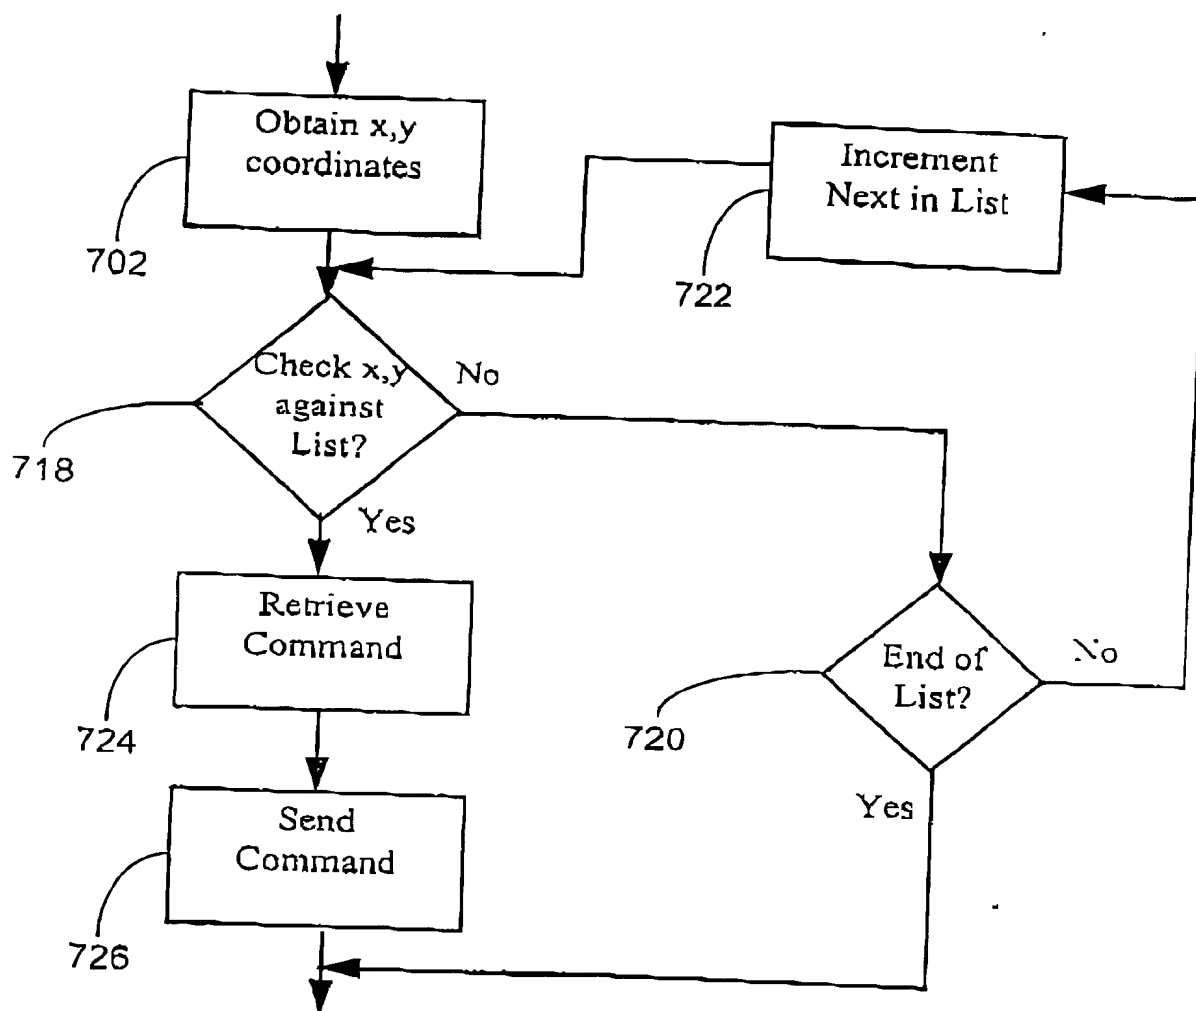 Obtain x,y
coordinates
702
Increment
Next in List
722
Check x,y
against
List?
No
718
Yes
Retrieve
Command
724
End of
List?
No
720
Yes
Send
Command
726